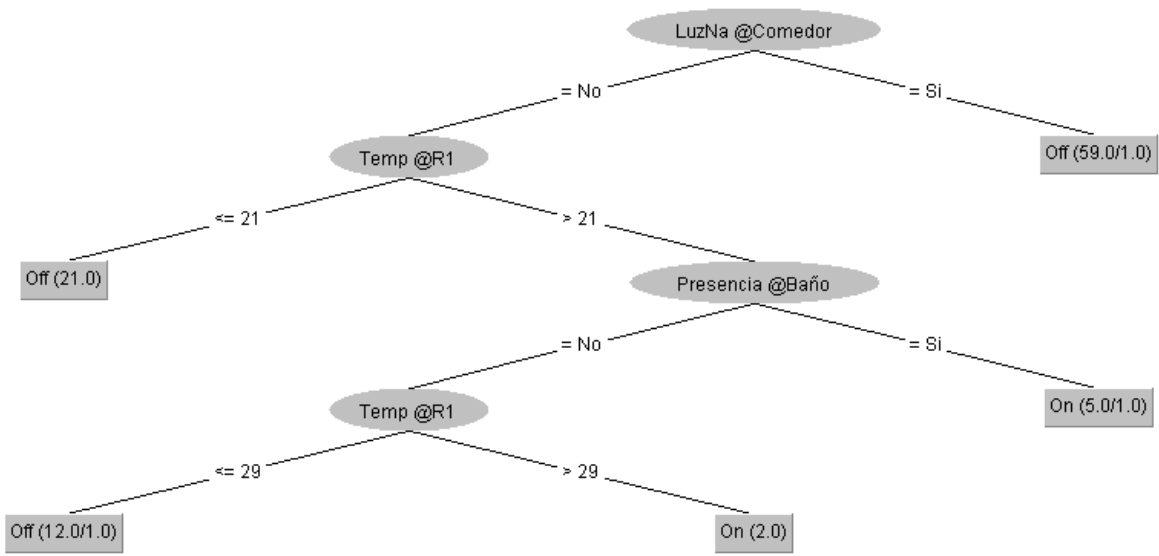 LuzNa @Comedor
= No
= Si
Temp @R1
Off (59.0/1.0)
<= 21
> 21
Off (21.0)
Presencia @Baño
= No
= Si
Temp @R1
On (5.0/1.0)
<= 29
> 29
Off (12.0/1.0)
On (2.0)